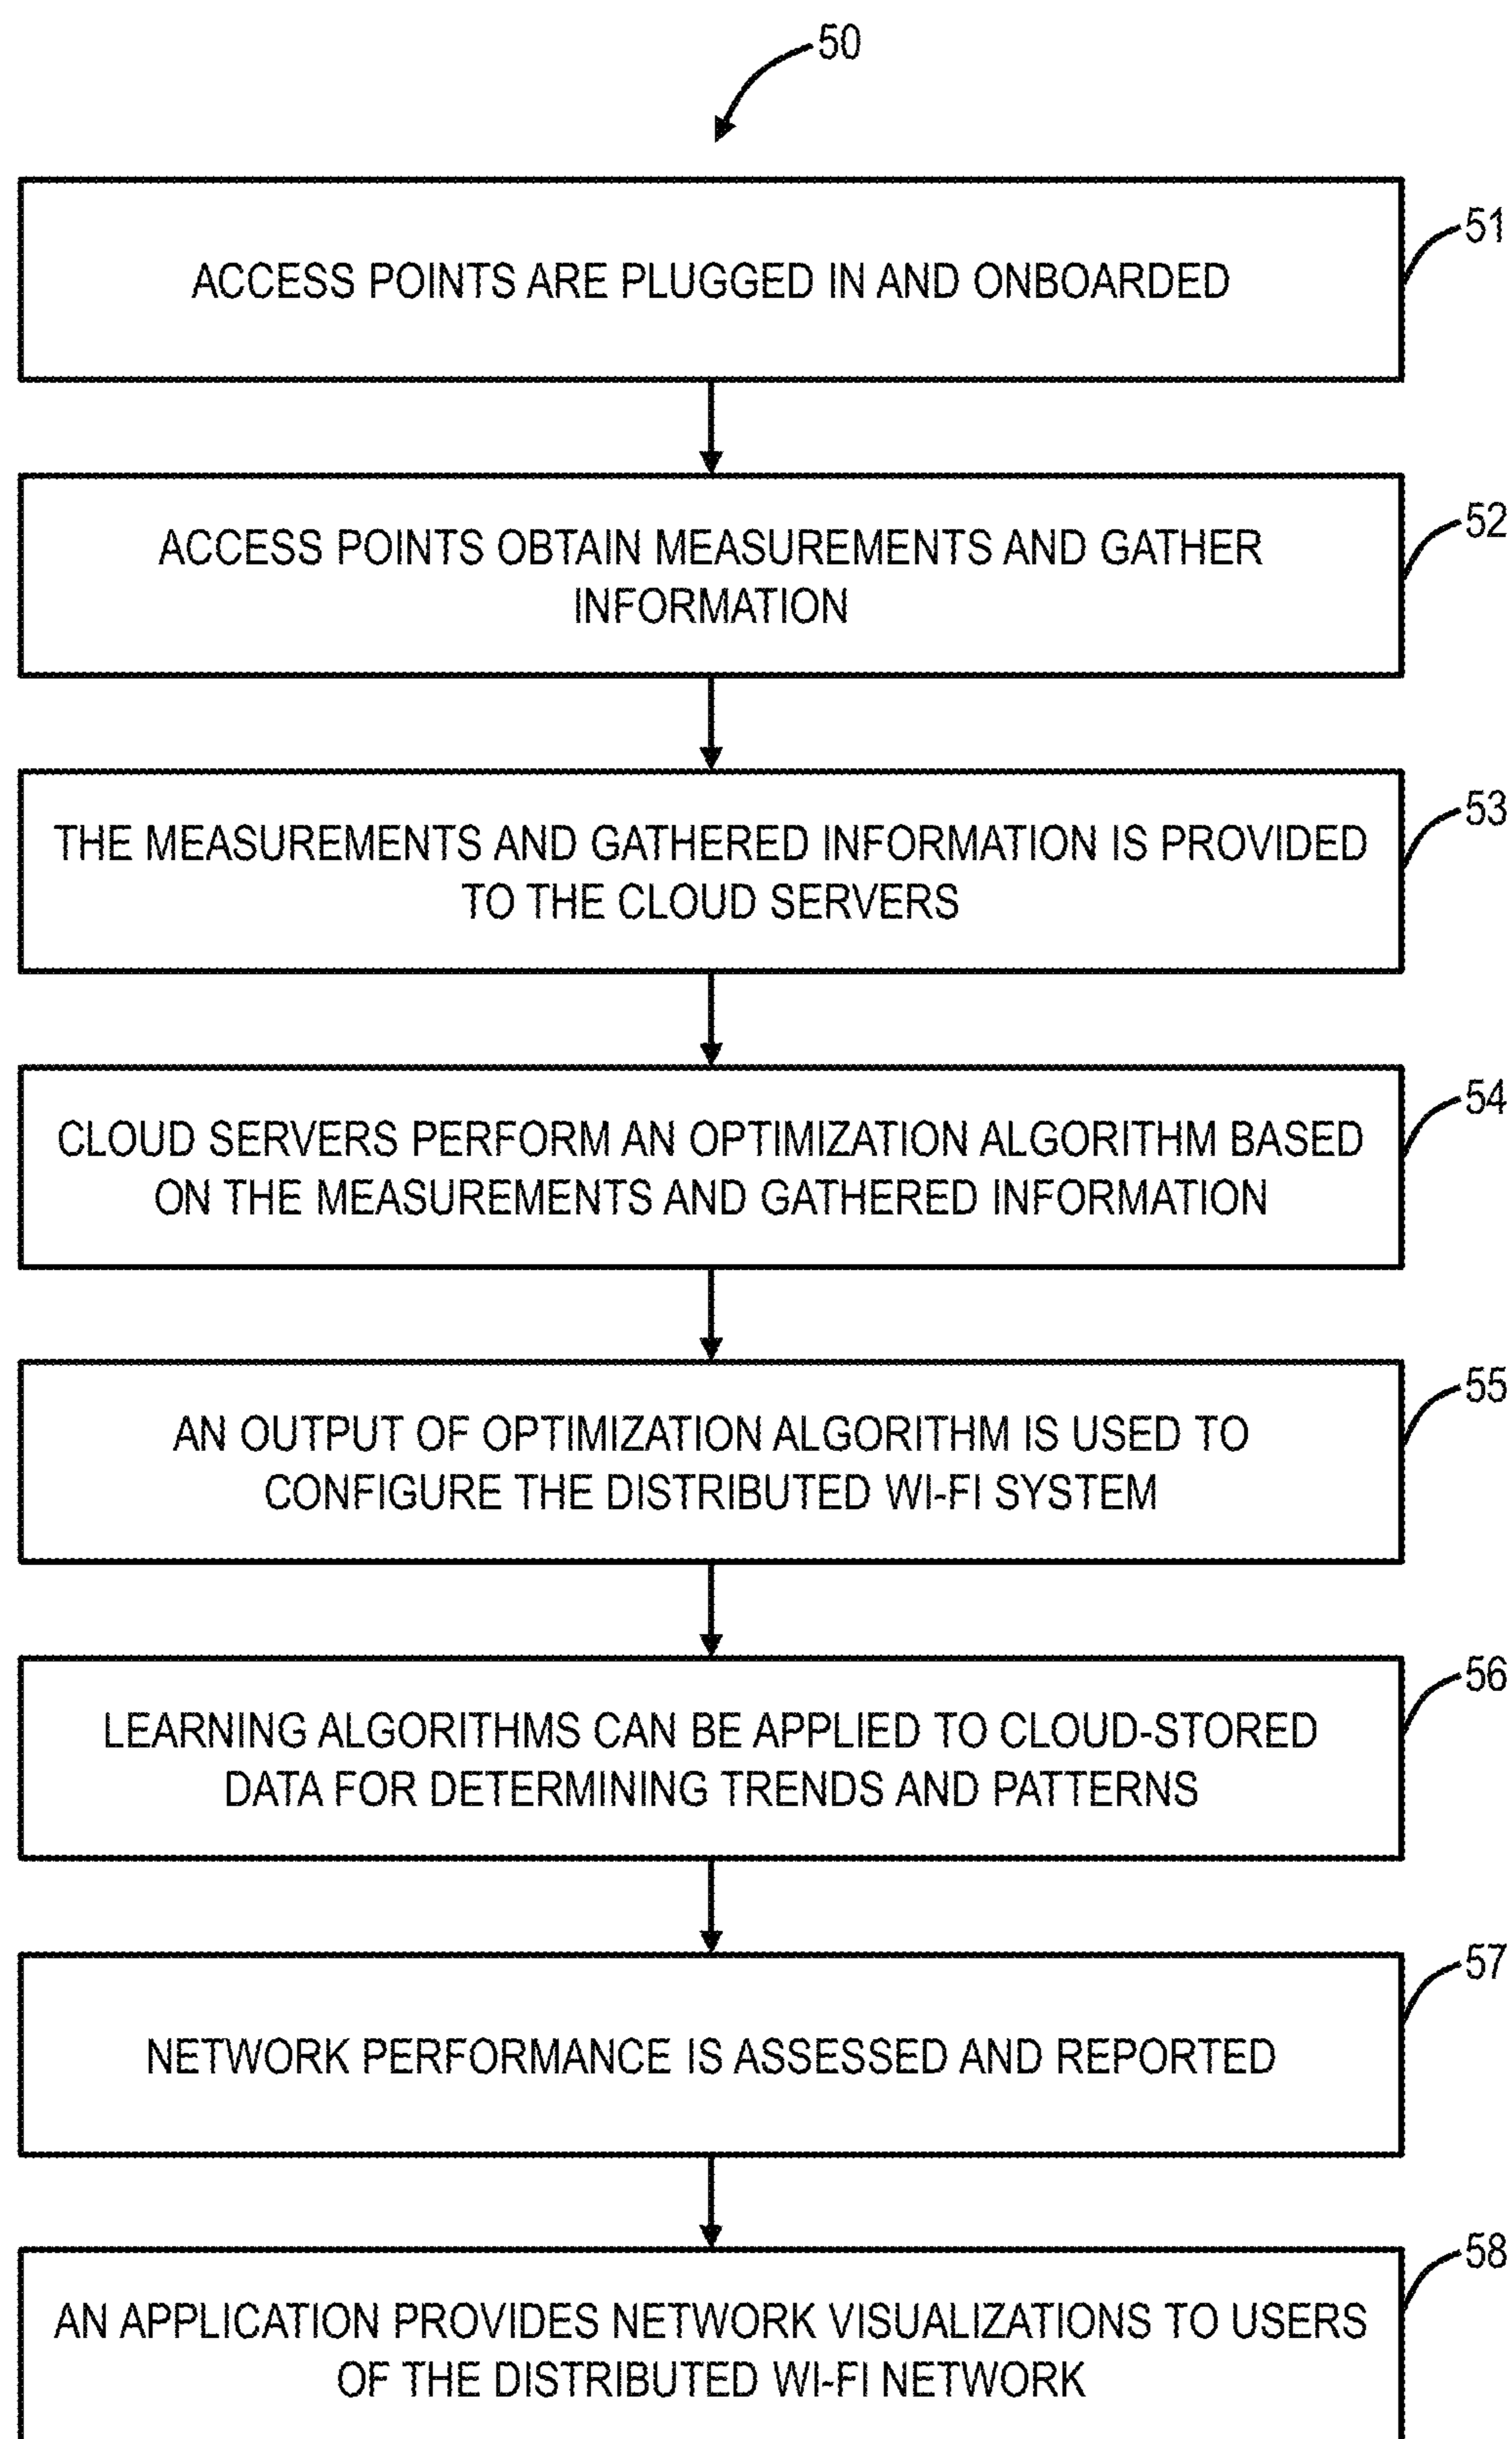 50
ACCESS POINTS ARE PLUGGED IN AND ONBOARDED
51
ACCESS POINTS OBTAIN MEASUREMENTS AND GATHER
INFORMATION
52
THE MEASUREMENTS AND GATHERED INFORMATION IS PROVIDED
TO THE CLOUD SERVERS
53
CLOUD SERVERS PERFORM AN OPTIMIZATION ALGORITHM BASED
ON THE MEASUREMENTS AND GATHERED INFORMATION
54
AN OUTPUT OF OPTIMIZATION ALGORITHM IS USED TO
CONFIGURE THE DISTRIBUTED WI-FI SYSTEM
55
LEARNING ALGORITHMS CAN BE APPLIED TO CLOUD-STORED
DATA FOR DETERMINING TRENDS AND PATTERNS
56
NETWORK PERFORMANCE IS ASSESSED AND REPORTED
57
AN APPLICATION PROVIDES NETWORK VISUALIZATIONS TO USERS
OF THE DISTRIBUTED WI-FI NETWORK
58